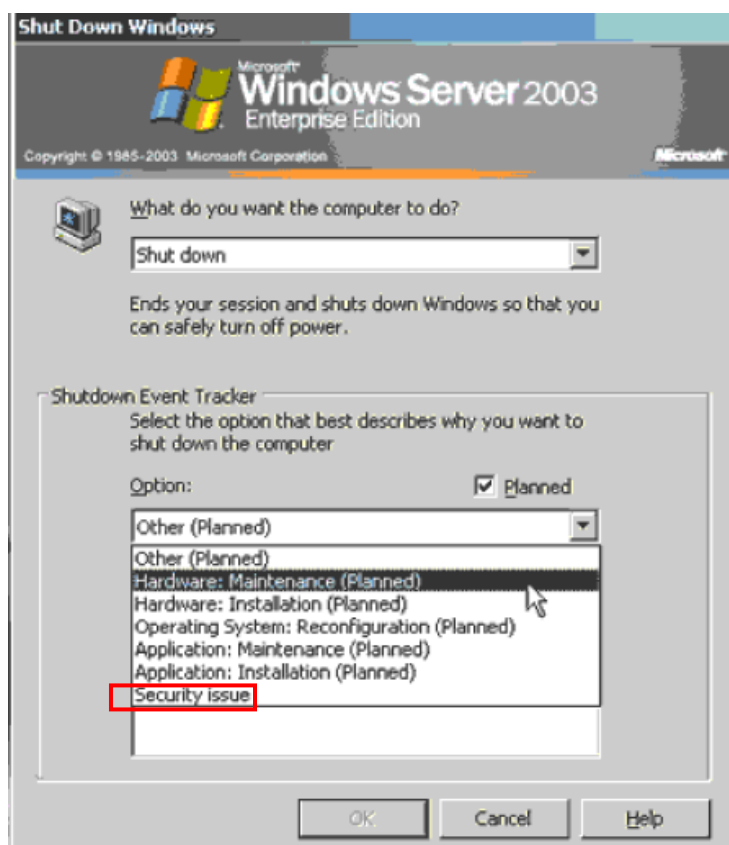 Shut Down Windows
Microsoft
Windows Server 2003
Enterprise Edition
Copyright © 1985-2003 Microsoft Corporation
Microsoft
What do you want the computer to do?
Shut down
Ends your session and shuts down Windows so that you
can safely turn off power.
Shutdown Event Tracker
Select the option that best describes why you want to
shut down the computer
Option:
Planned
Other (Planned)
Other (Planned)
Hardware: Maintenance (Planned)
Hardware: Installation (Planned)
Operating System: Reconfiguration (Planned)
Application: Maintenance (Planned)
Application: Installation (Planned)
Security issue
OK
Cancel
Help